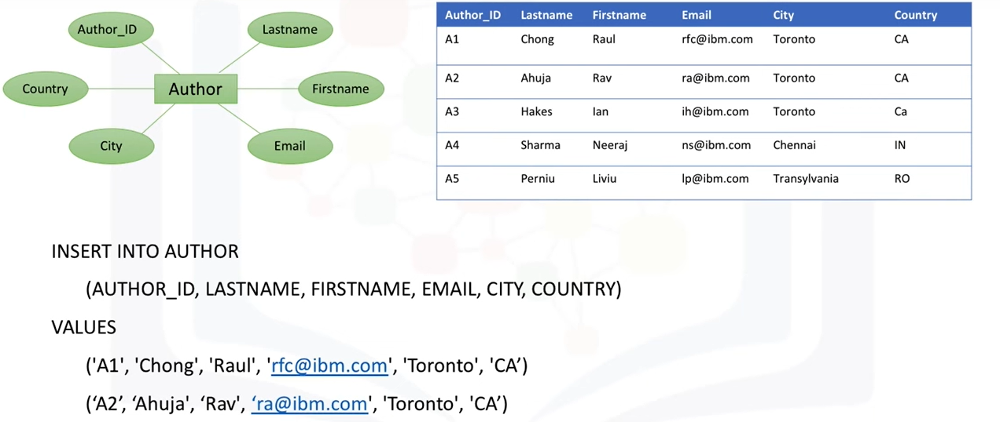 Author_ID
Lastname
Country
Author
Firstname
City
Email
Author_ID Lastname Firstname Email City Country
A1 Chong Raul rfc@ibm.com Toronto CA
A2 Ahuja Rav ra@ibm.com Toronto CA
A3 Hakes Ian ih@ibm.com Toronto Ca
A4 Sharma Neeraj ns@ibm.com Chennai IN
A5 Perniu Liviu lp@ibm.com Transylvania RO
INSERT INTO AUTHOR
(AUTHOR_ID, LASTNAME, FIRSTNAME, EMAIL, CITY, COUNTRY)
VALUES
('A1', 'Chong', 'Raul', 'rfc@ibm.com', 'Toronto', 'CA’)
(‘A2’, ‘Ahuja', ‘Rav', ‘ra@ibm.com', 'Toronto', 'CA’)